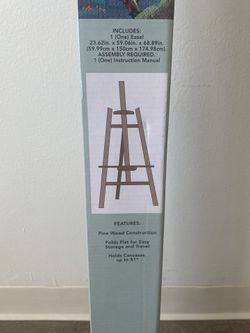 INCLUDES:
1 (One) Easel
23.62in. x 59.06in. x 68.89in.
(59.99cm x 150cm x 174.98cm).
ASSEMBLY REQUIRED.
1 (One) Instruction Manual
FEATURES:
Pine Wood Construction
Folds Flat for Easy
Storage and Travel
Holds Canvases
up to 51"